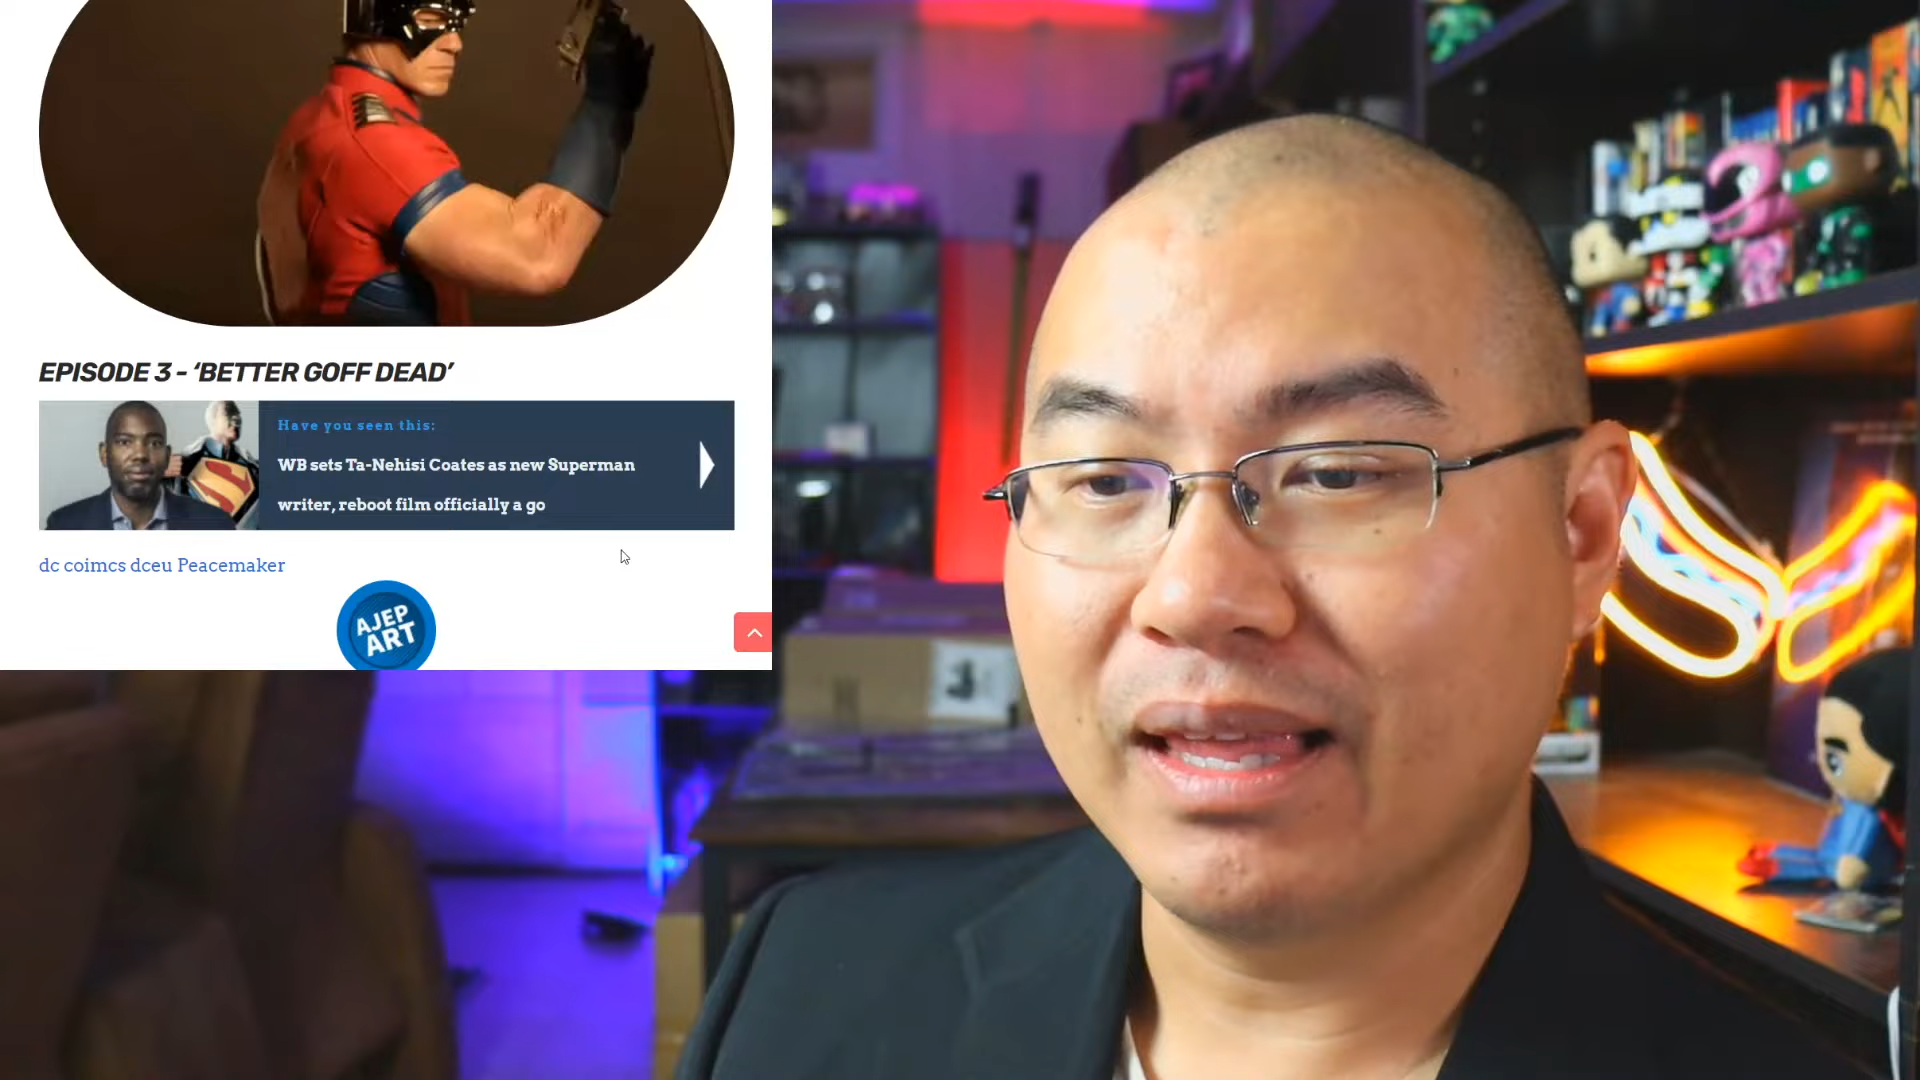 EPISODE 3 - ‘BETTER GOFF DEAD’
Have you seen this:
WB sets Ta-Nehisi Coates as new Superman
writer, reboot film officially a go
dc coimcs dceu Peacemaker
AJEP
ART